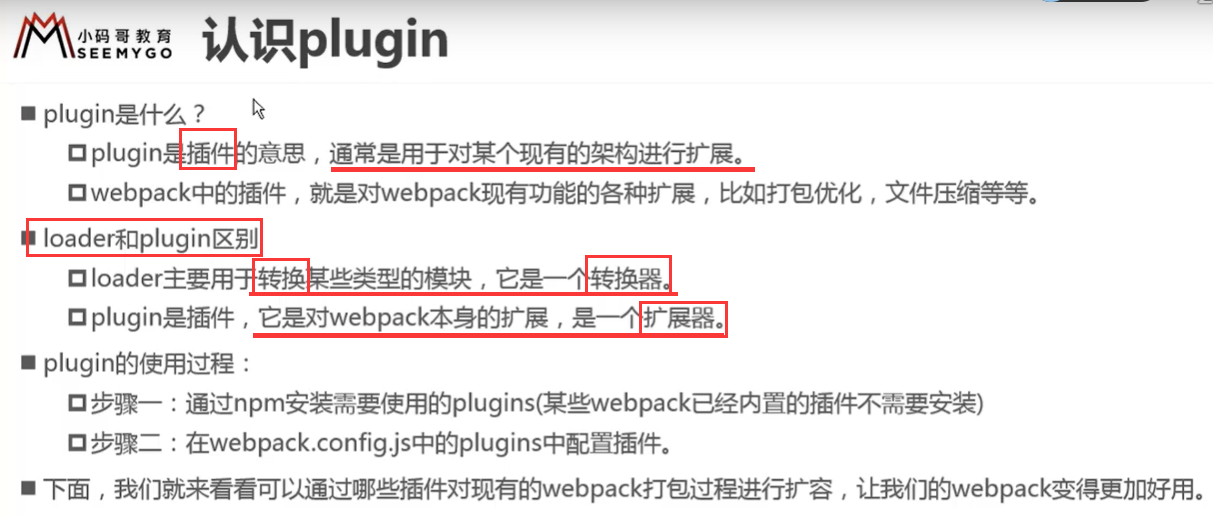 小码哥教育
SEEMYGO
认识plugin
plugin是什么？
plugin是插件的意思，通常是用于对某个现有的架构进行扩展。
webpack中的插件，就是对webpack现有功能的各种扩展，比如打包优化，文件压缩等等。
loader和plugin区别
loader主要用于转换某些类型的模块，它是一个转换器。
plugin是插件，它是对webpack本身的扩展，是一个扩展器。
plugin的使用过程：
步骤一：通过npm安装需要使用的plugins(某些webpack已经内置的插件不需要安装)
步骤二：在webpack.config.js中的plugins中配置插件。
下面，我们就来看看可以通过哪些插件对现有的webpack打包过程进行扩容，让我们的webpack变得更加好用。